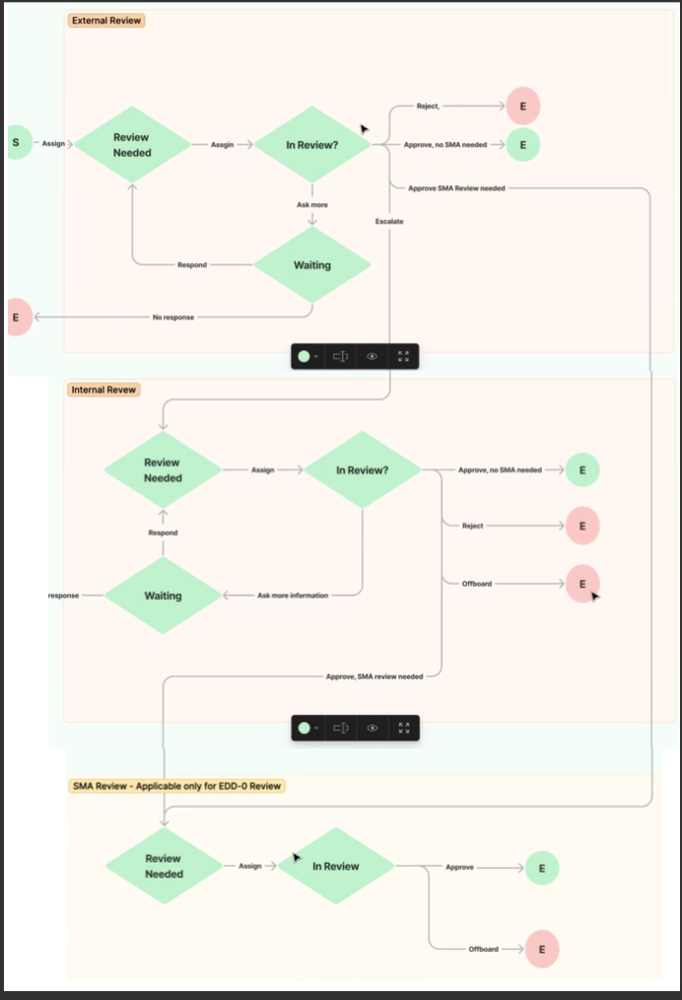 External Review
Reject,
E
S
Assign
Review
Needed
Assgin
In Review?
Approve, no SMA needed
E
Approve SMA Review needed
Ask more
Escalate
Respond
Waiting
E
No response
Internal Revew
Review
Needed
Assign
In Review?
Approve, no SMA needed
E
Respond
Reject
E
response
Waiting
Ask more information
Offboard
E
Approve, SMA review needed
SMA Review - Applicable only for EDD-0 Review
Review
Needed
Assign
In Review
Approve
E
Offboard
E